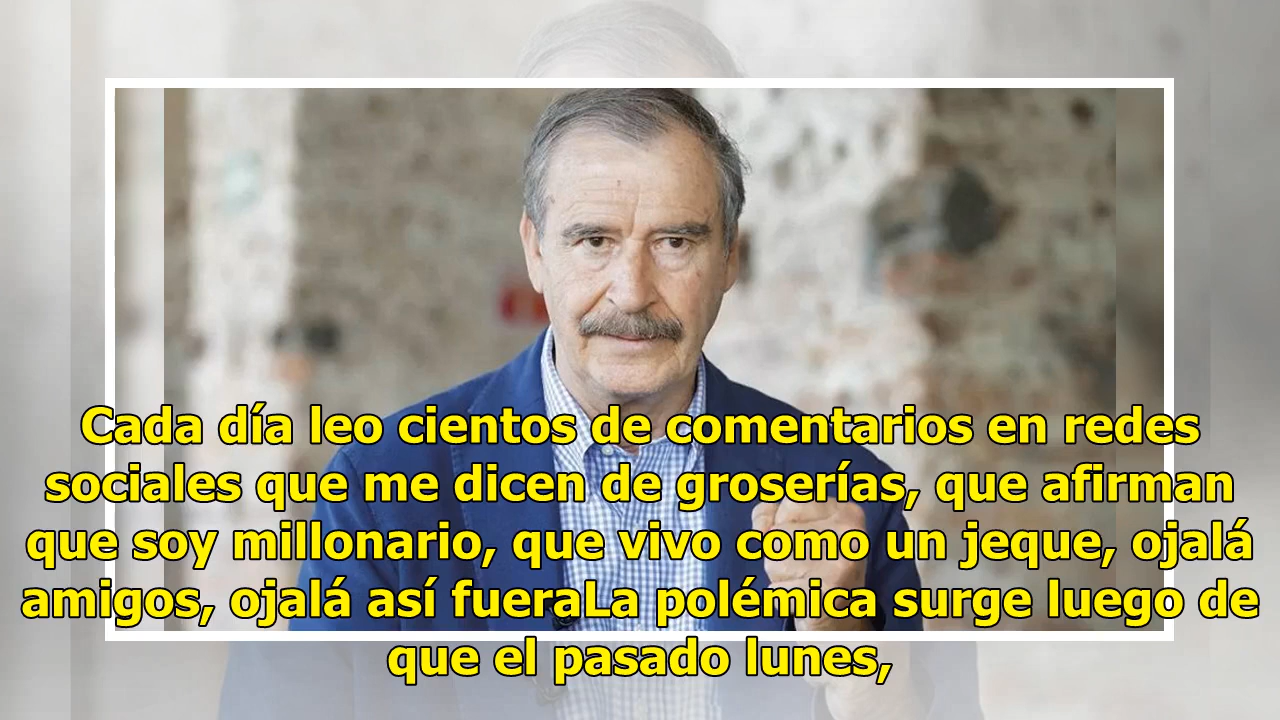 Cada día leo cientos de comentarios en redes
sociales que me dicen de groserías, que afirman
que soy millonario, que vivo como un jeque, ojalá
amigos, ojalá así fueraLa polémica surge luego de
que el pasado lunes,